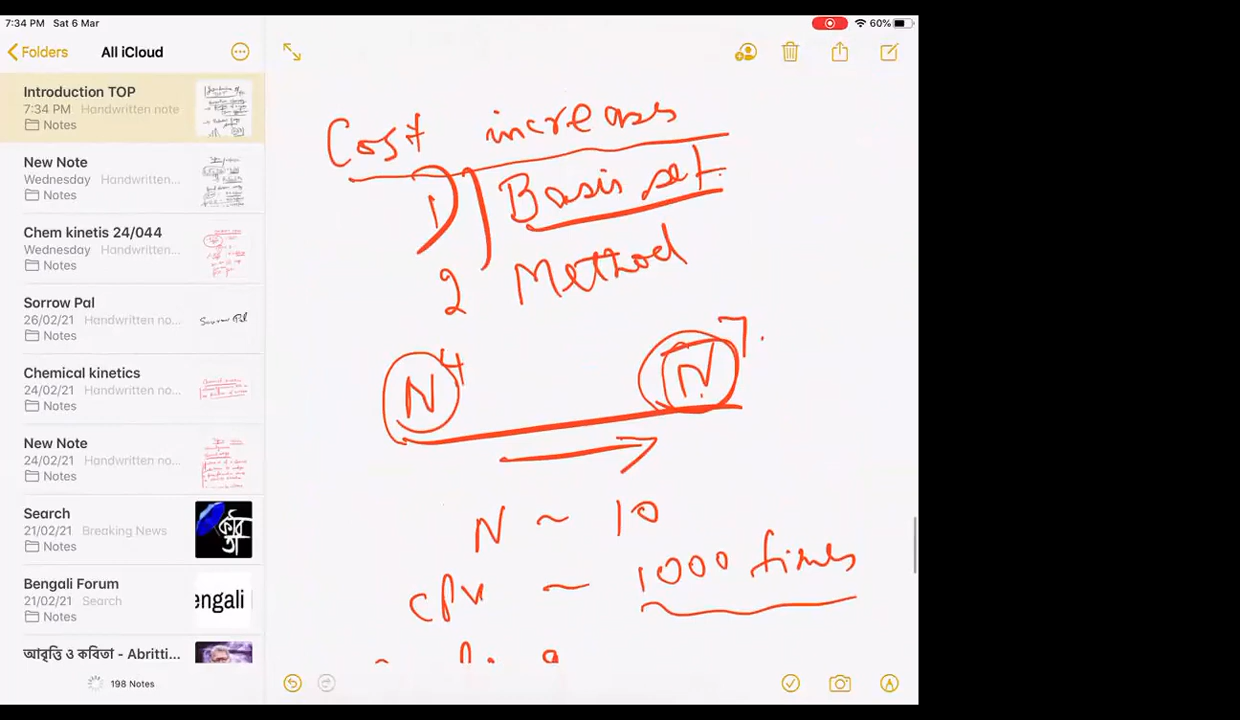 7:34 PM Sat 6 Mar
60%
Folders
All iCloud
Introduction TOP
7:34 PM Handwritten note
Notes
New Note
Wednesday Handwritten...
Notes
Chem kinetis 24/044
Wednesday Handwritten...
Notes
Sorrow Pal
26/02/21 Handwritten no...
Notes
Chemical kinetics
24/02/21 Handwritten no...
Notes
New Note
24/02/21 Handwritten no...
Notes
Search
21/02/21 Breaking News
Notes
Bengali Forum
21/02/21 Search
Notes
engali
আবৃত্তি ও কবিতা - Abritti...
198 Notes
Cost increases
1) Basis set
2 Method
N4 N7
N ~ 10
cpu ~ 1000 times